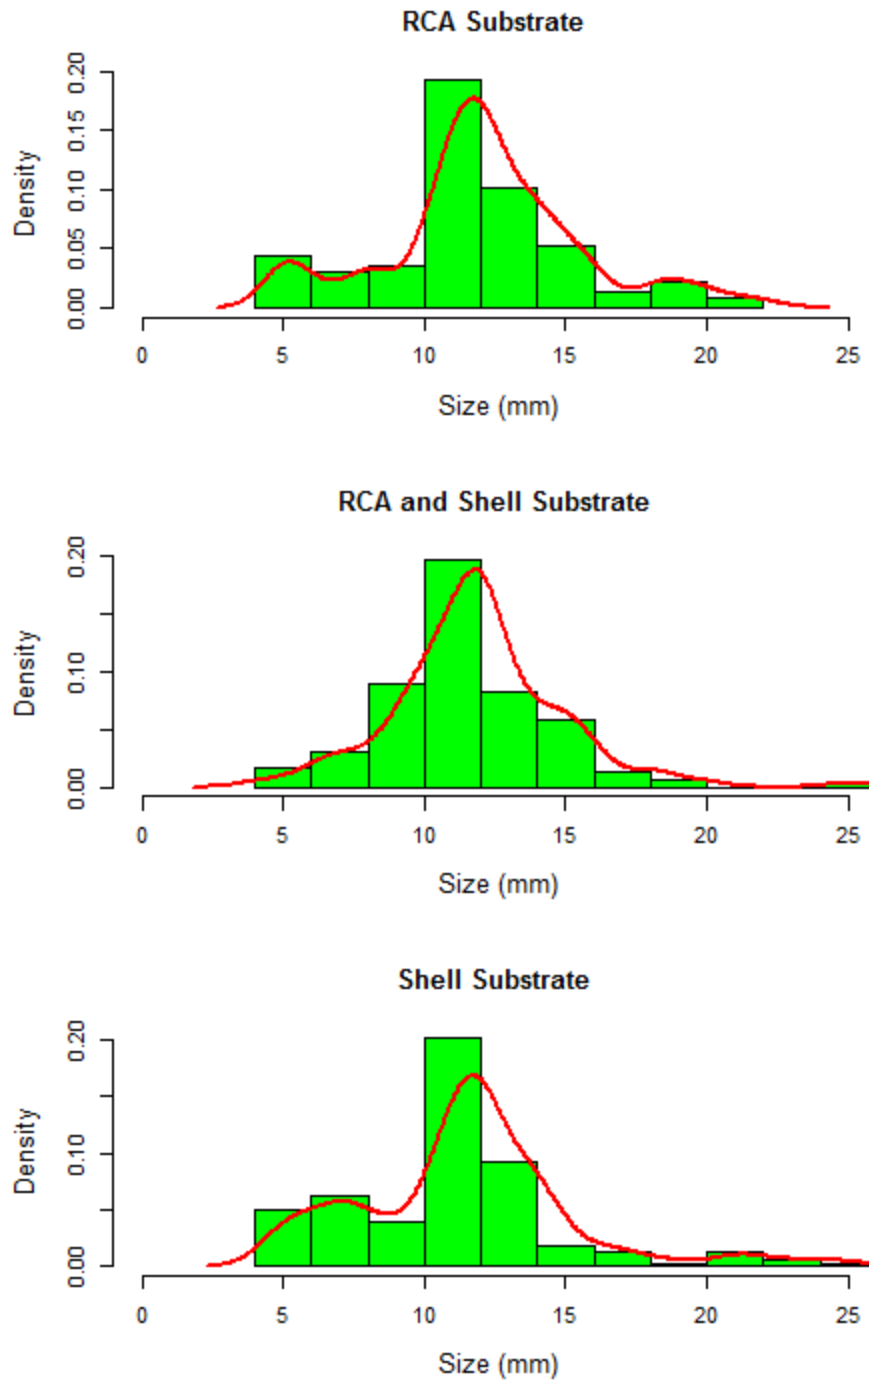 RCA Substrate
Density
0.00 0.05 0.10 0.15 0.20
0 5 10 15 20 25
Size (mm)
RCA and Shell Substrate
Density
0.00 0.10 0.20
0 5 10 15 20 25
Size (mm)
Shell Substrate
Density
0.00 0.10 0.20
0 5 10 15 20 25
Size (mm)